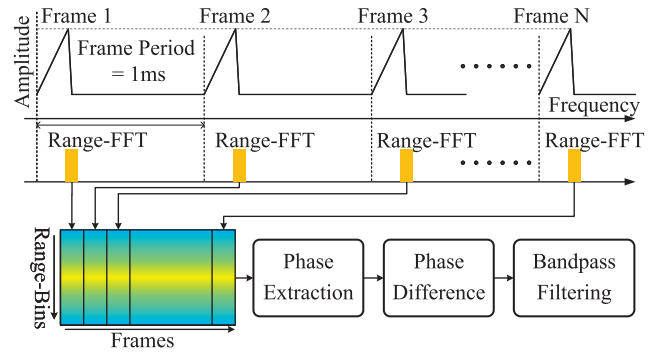 Frame 1
Frame 2
Frame 3
Frame N
Amplitude
Frame Period
= 1ms
Frequency
Range-FFT
Range-FFT
Range-FFT
Range-FFT
Range-Bins
Frames
Phase
Extraction
Phase
Difference
Bandpass
Filtering